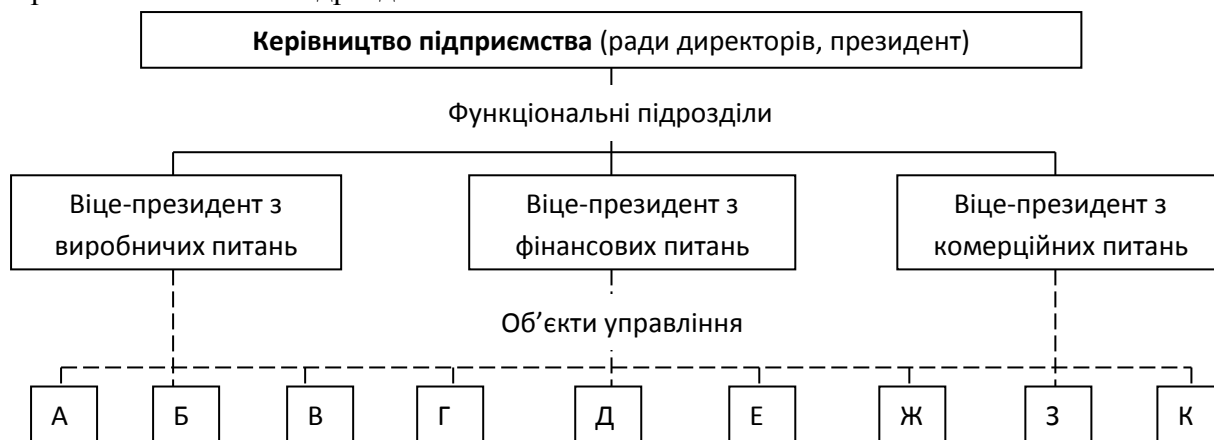 Керівництво підприємства (ради директорів, президент)
Функціональні підрозділи
Віце-президент з
виробничих питань
Віце-президент з
фінансових питань
Віце-президент з
комерційних питань
Об’єкти управління
А Б В Г Д Е Ж З К